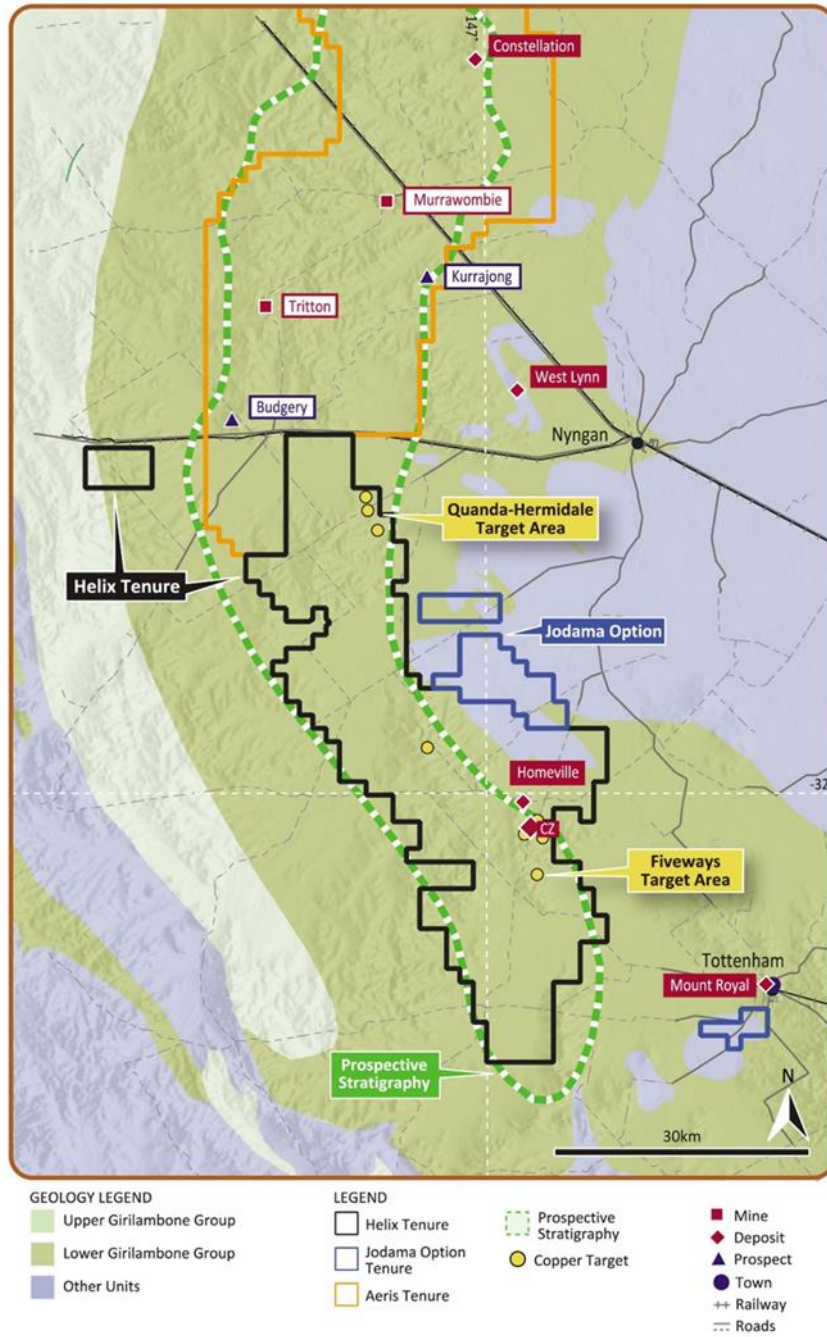 147°
Constellation
Murrawombie
Kurrajong
Tritton
West Lynn
Budgery
Nyngan
Quanda-Hermidale
Target Area
Helix Tenure
Jodama Option
Homeville
-32
CZ
Fiveways
Target Area
Tottenham
Mount Royal
Prospective
Stratigraphy
N
30km
GEOLOGY LEGEND
Upper Girilambone Group
Lower Girilambone Group
Other Units
LEGEND
Helix Tenure
Jodama Option
Tenure
Aeris Tenure
Prospective
Stratigraphy
Copper Target
Mine
Deposit
Prospect
Town
Railway
Roads